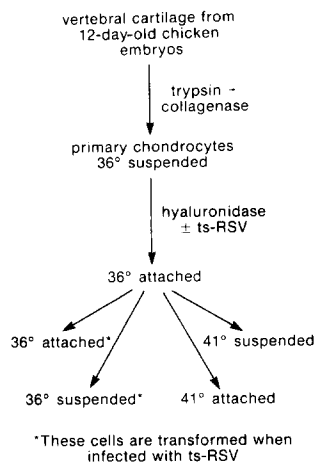 vertebral cartilage from
12-day-old chicken
embryos
trypsin -
collagenase
primary chondrocytes
36° suspended
hyaluronidase
± ts-RSV
36° attached
36° attached*
41° suspended
36° suspended*
41° attached
*These cells are transformed when
infected with ts-RSV